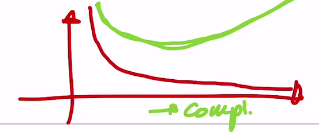 → Compl.